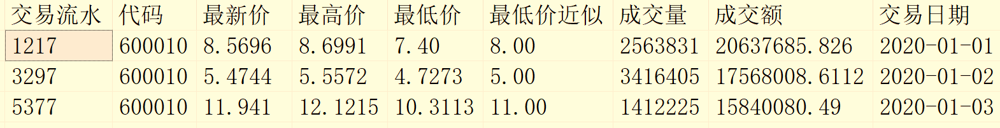 交易流水 代码 最新价 最高价 最低价 最低价近似 成交量 成交额 交易日期
1217 600010 8.5696 8.6991 7.40 8.00 2563831 20637685.826 2020-01-01
3297 600010 5.4744 5.5572 4.7273 5.00 3416405 17568008.6112 2020-01-02
5377 600010 11.941 12.1215 10.3113 11.00 1412225 15840080.49 2020-01-03